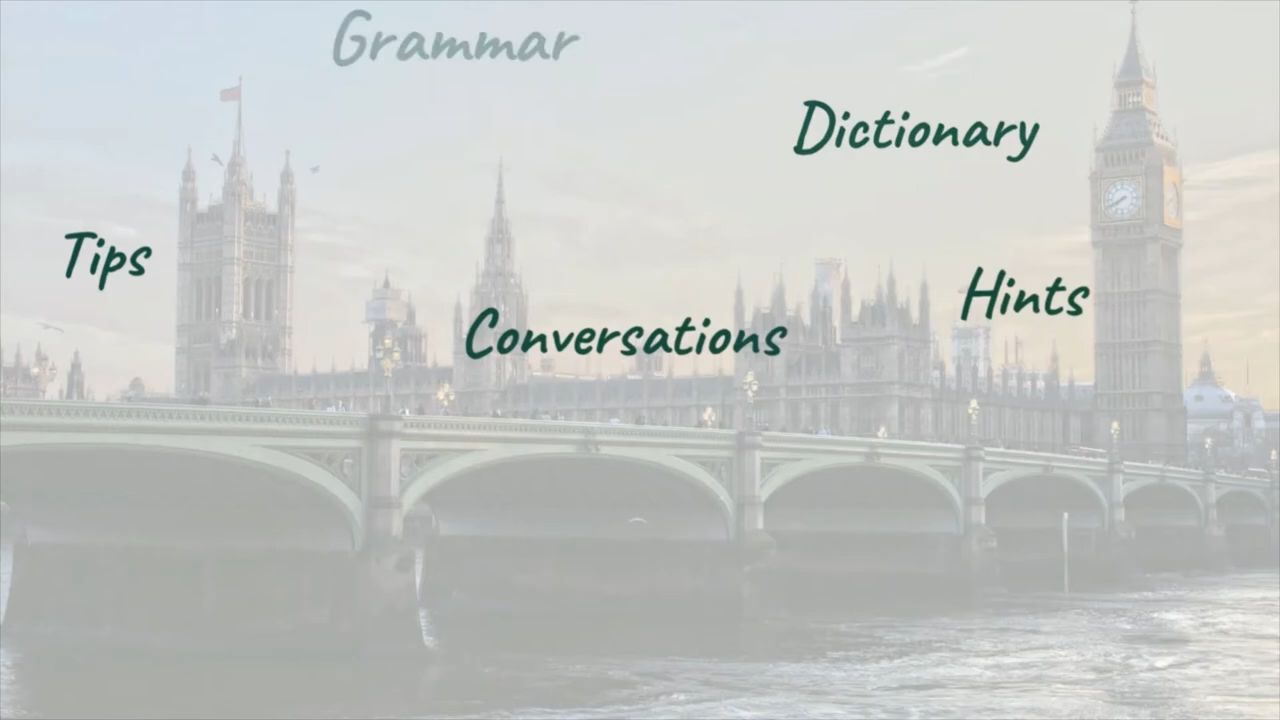 Grammar
Dictionary
Tips
Hints
Conversations